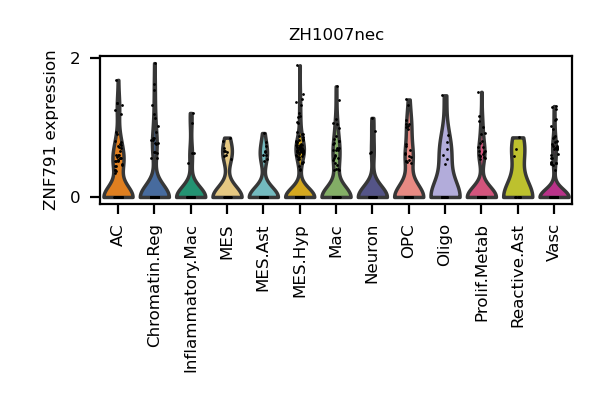 ZH1007nec
ZNF791 expression
2
0
AC
Chromatin.Reg
Inflammatory.Mac
MES
MES.Ast
MES.Hyp
Mac
Neuron
OPC
Oligo
Prolif.Metab
Reactive.Ast
Vasc